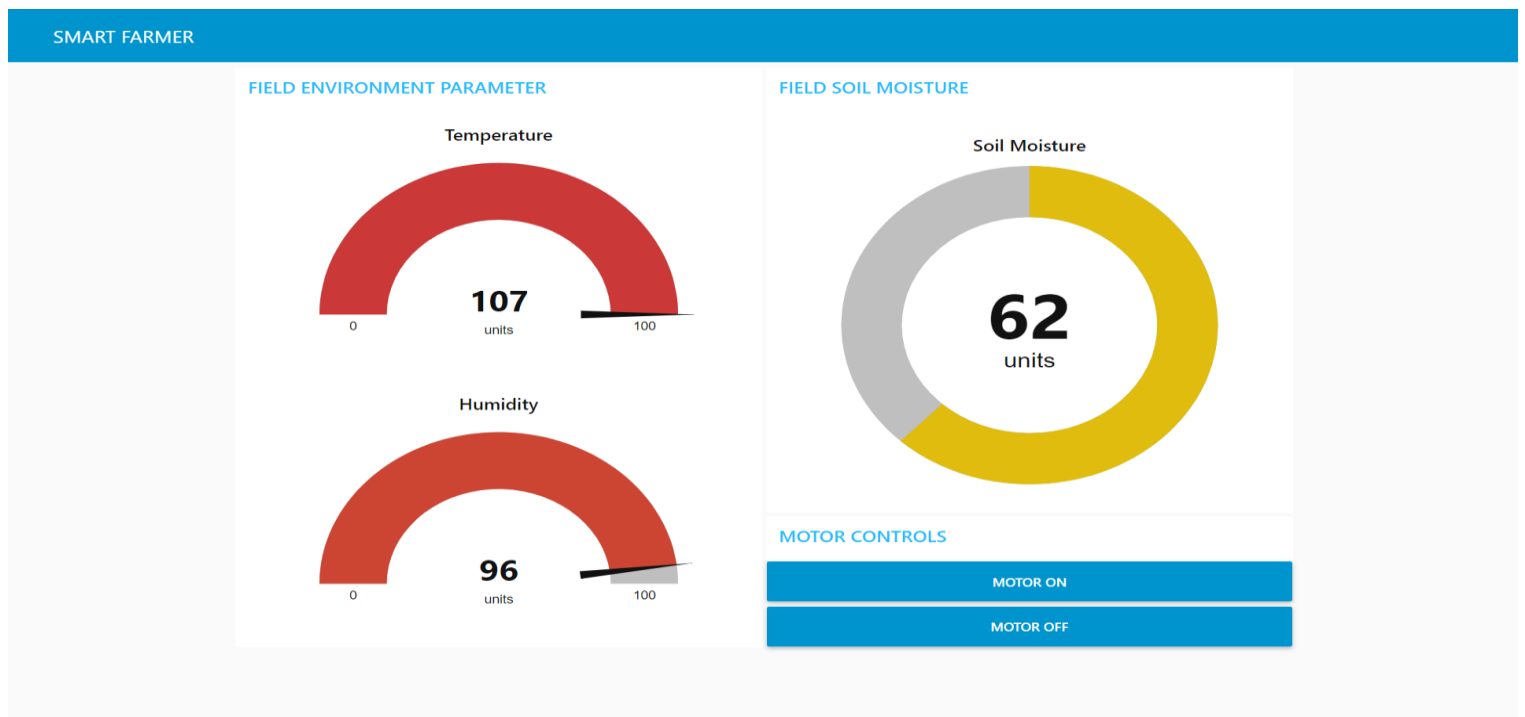 SMART FARMER
FIELD ENVIRONMENT PARAMETER
Temperature
107
units
0
100
Humidity
96
units
0
100
FIELD SOIL MOISTURE
Soil Moisture
62
units
MOTOR CONTROLS
MOTOR ON
MOTOR OFF